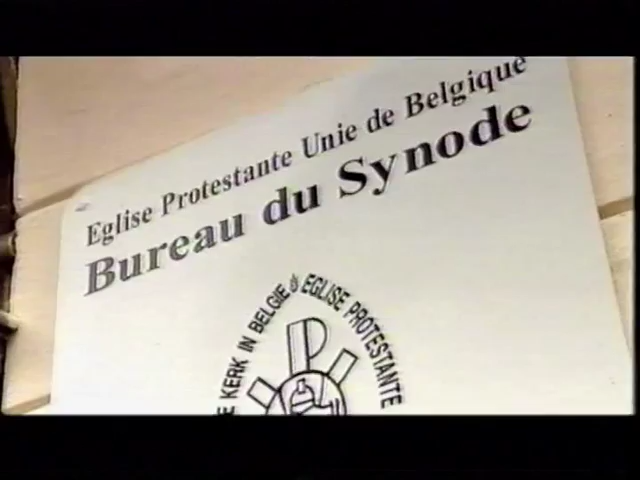 Eglise Protestante Unie de Belgique
Bureau du Synode
E KERK IN BELGIE & EGLISE PROTESTANTE